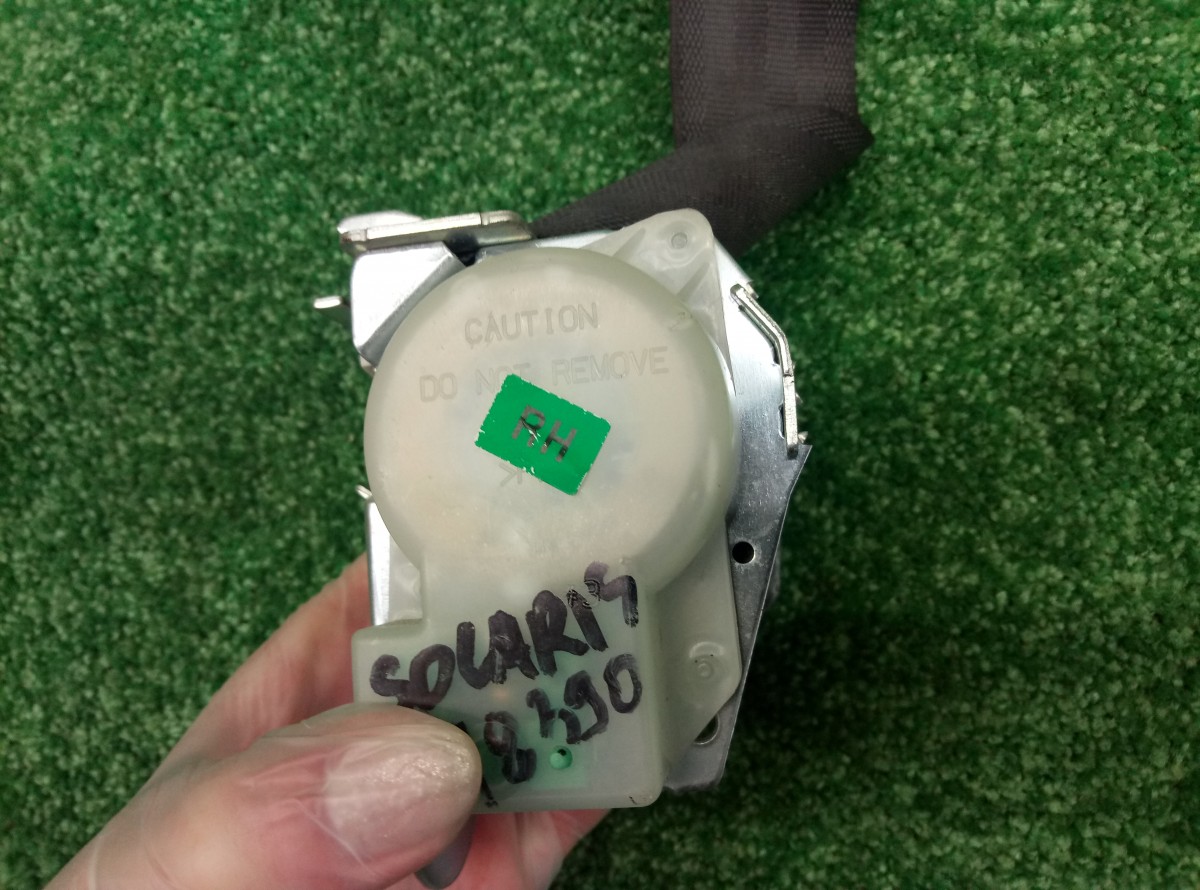 CAUTION
DO NOT REMOVE
RH
SOLARIS